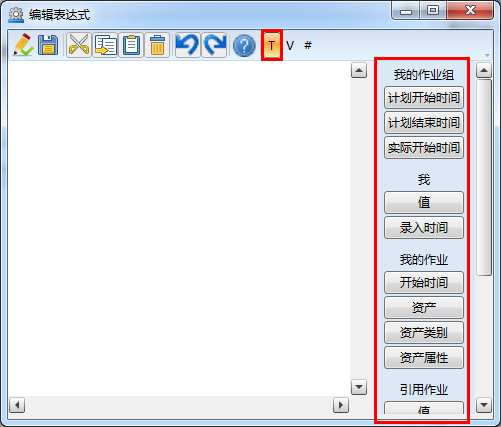 编辑表达式
T V #
我的作业组
计划开始时间
计划结束时间
实际开始时间
我
值
录入时间
我的作业
开始时间
资产
资产类别
资产属性
引用作业
值